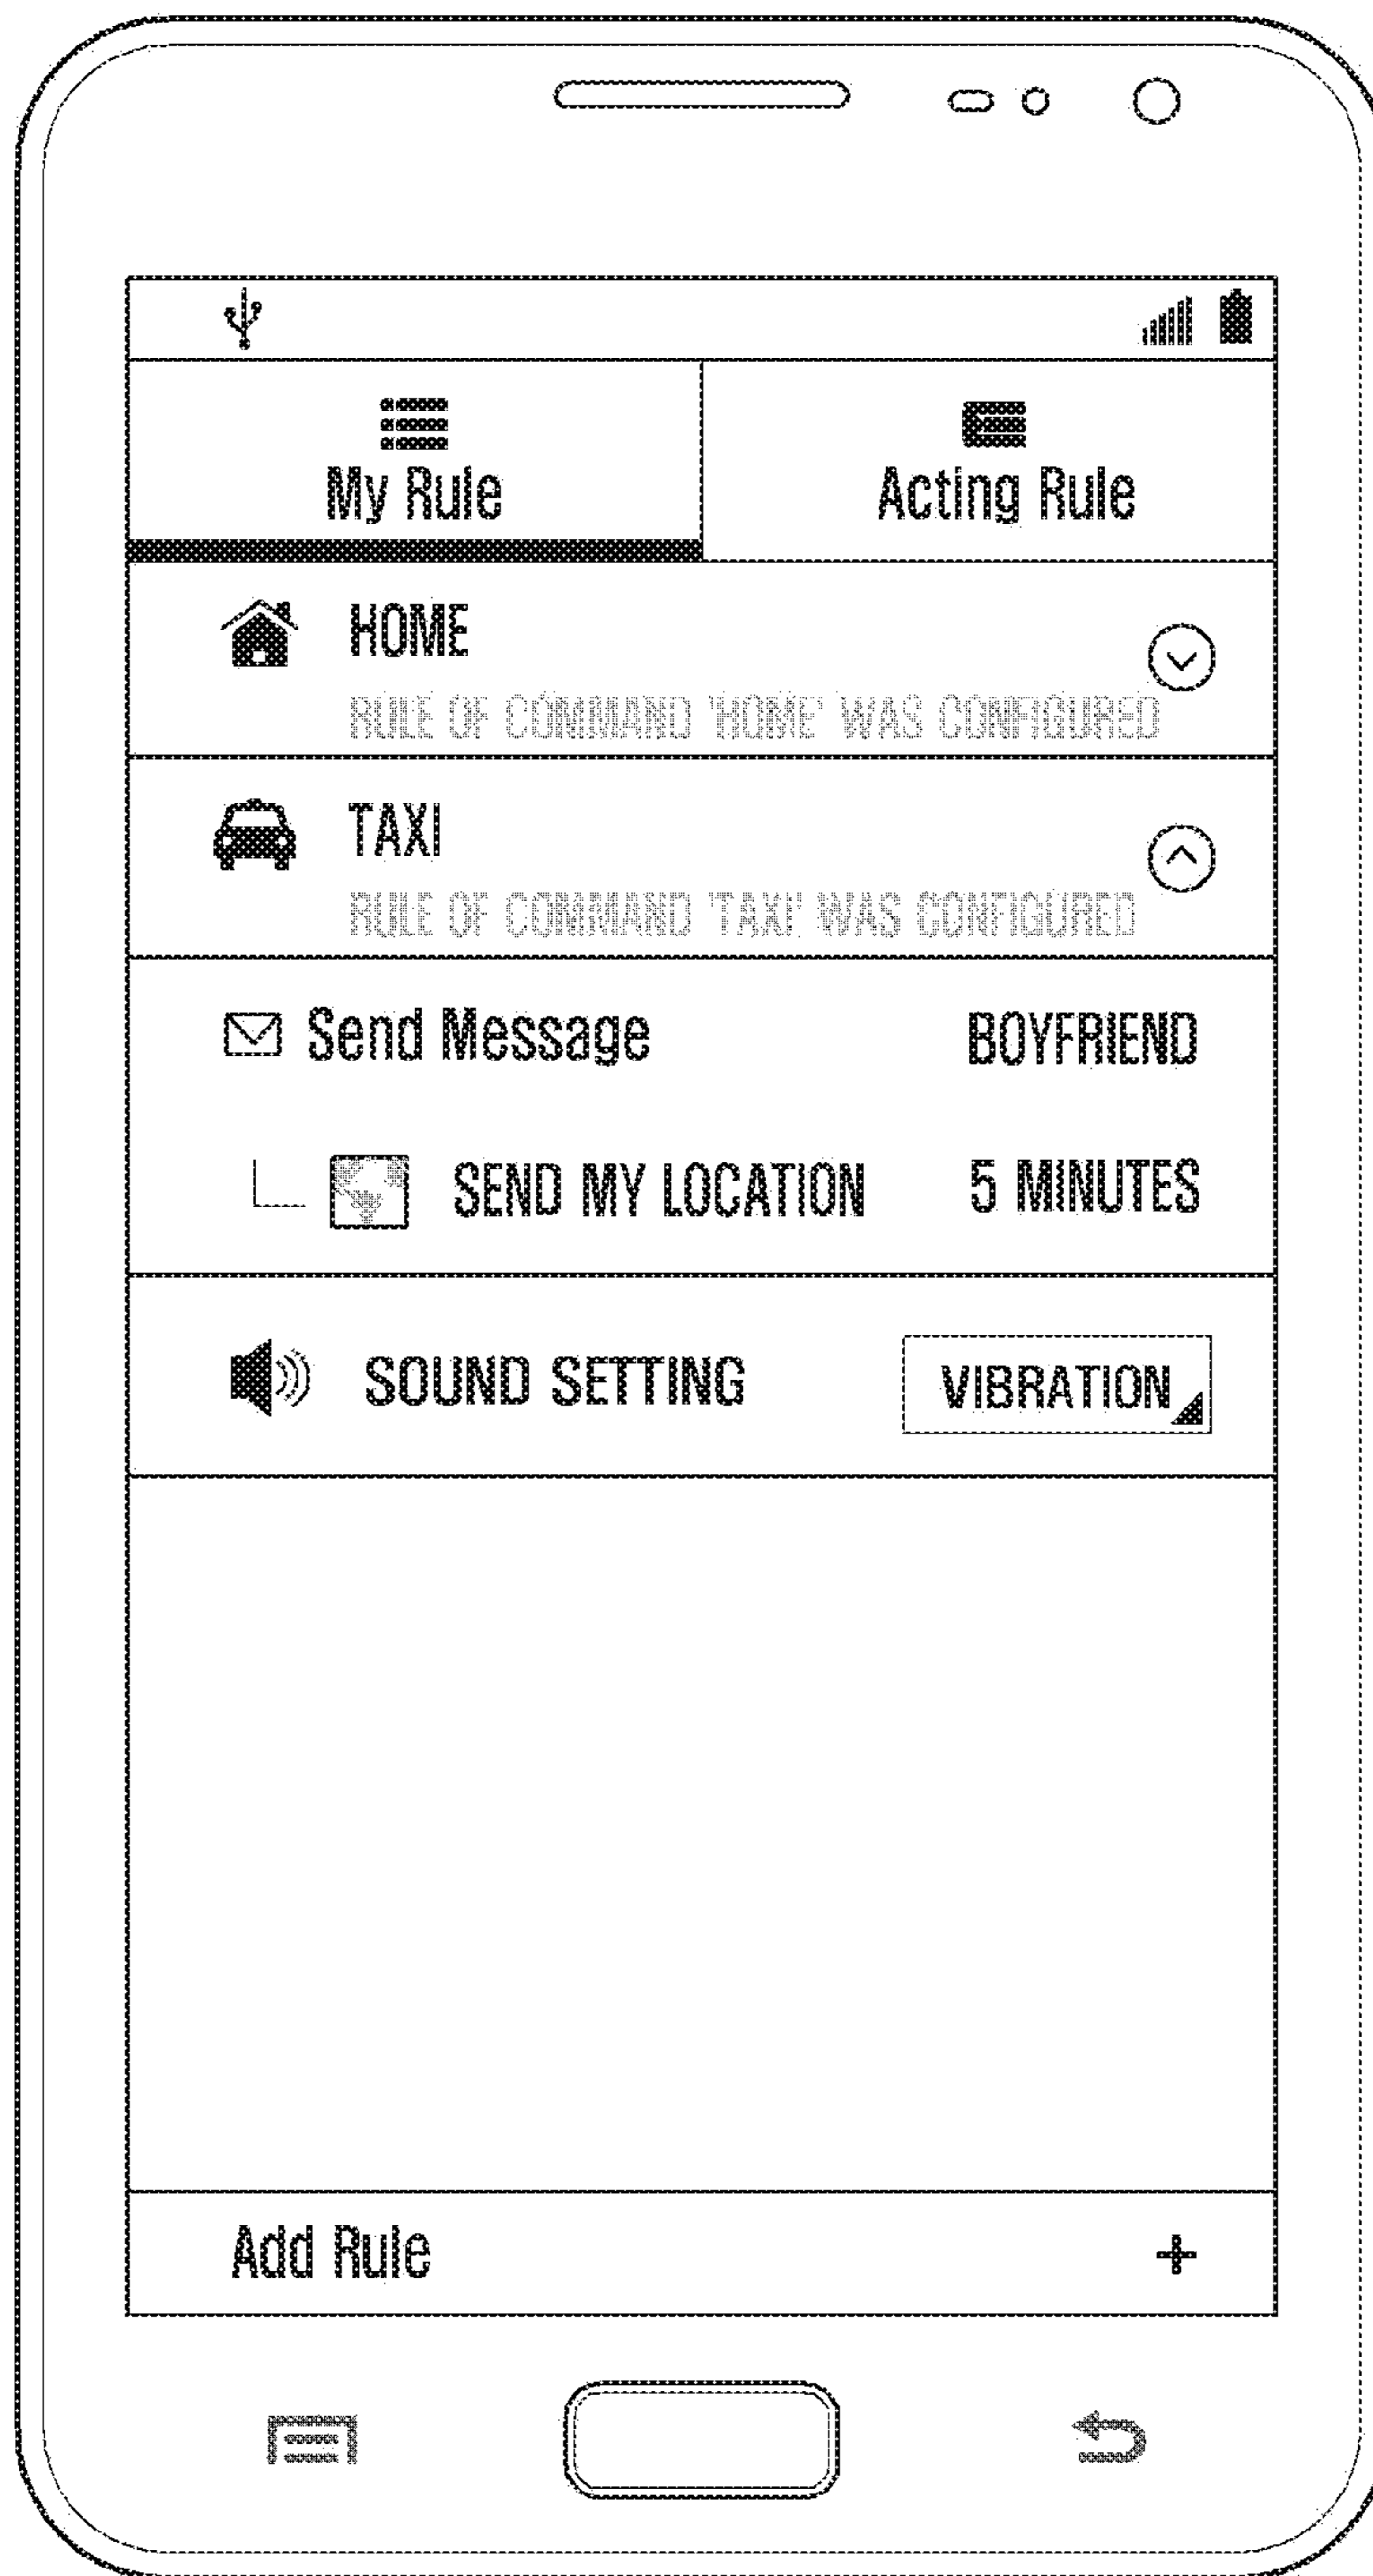 My Rule Acting Rule
HOME
RULE OF COMMAND 'HOME' WAS CONFIGURED
TAXI
RULE OF COMMAND 'TAXI' WAS CONFIGURED
Send Message BOYFRIEND
SEND MY LOCATION 5 MINUTES
SOUND SETTING VIBRATION
Add Rule +